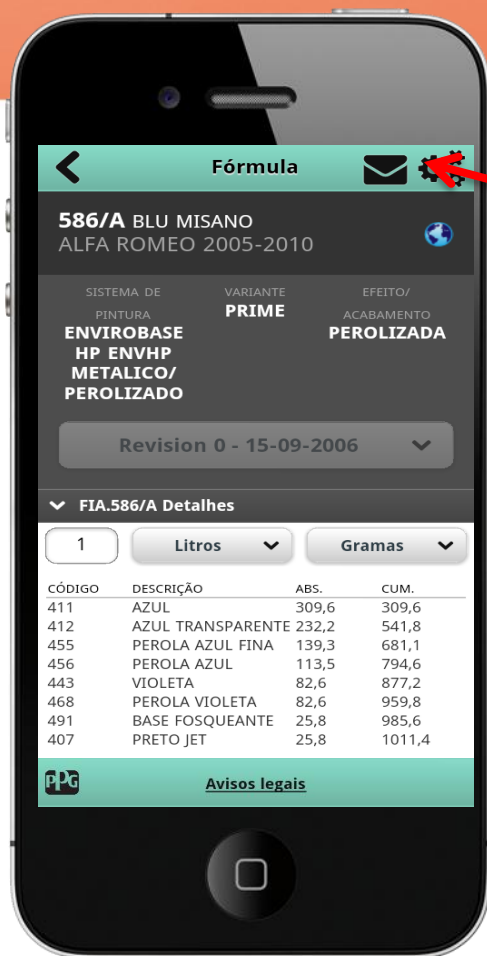 Fórmula
586/A BLU MISANO
ALFA ROMEO 2005-2010
SISTEMA DE PINTURA
ENVIROBASE
HP ENVHP
METALICO/
PEROLIZADO
VARIANTE
PRIME
EFEITO/
ACABAMENTO
PEROLIZADA
Revision 0 - 15-09-2006
FIA.586/A Detalhes
1 Litros Gramas
CÓDIGO DESCRIÇÃO ABS. CUM.
411 AZUL 309,6 309,6
412 AZUL TRANSPARENTE 232,2 541,8
455 PEROLA AZUL FINA 139,3 681,1
456 PEROLA AZUL 113,5 794,6
443 VIOLETA 82,6 877,2
468 PEROLA VIOLETA 82,6 959,8
491 BASE FOSQUEANTE 25,8 985,6
407 PRETO JET 25,8 1011,4
PPG Avisos legais